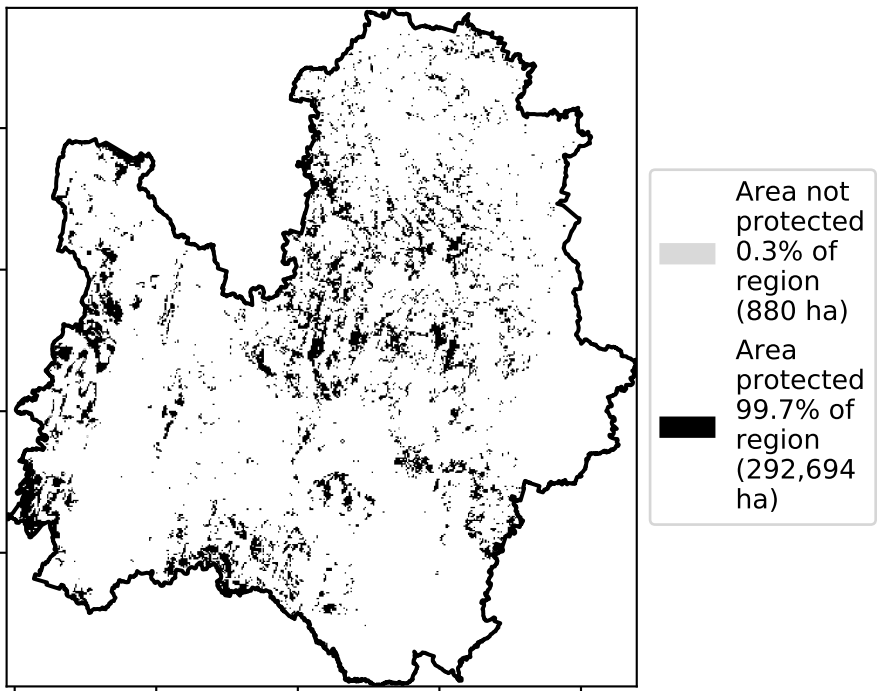 Area not
protected
0.3% of
region
(880 ha)
Area
protected
99.7% of
region
(292,694
ha)